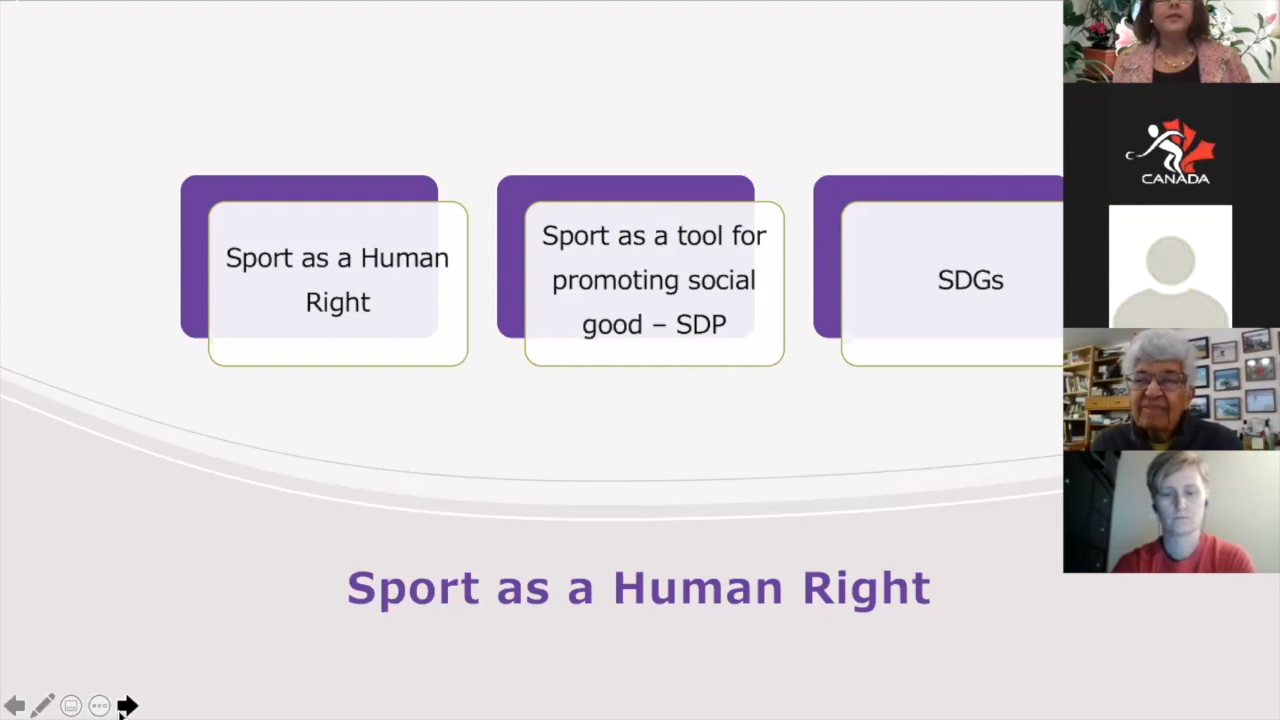 Sport as a Human
Right
Sport as a tool for
promoting social
good – SDP
SDGs
CANADA
Sport as a Human Right